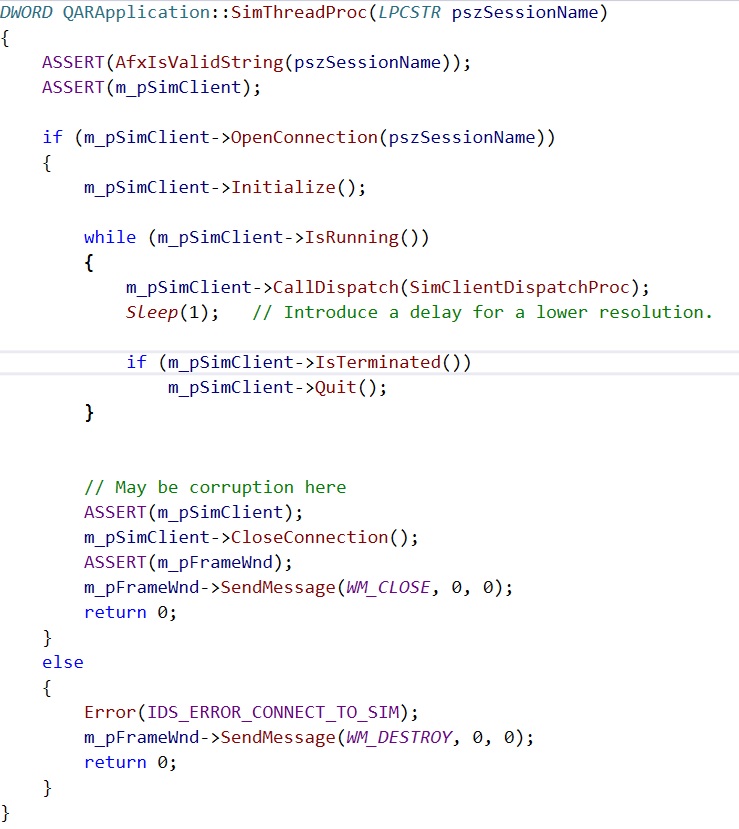 DWORD QARApplication::SimThreadProc(LPCSTR pszSessionName)
{
    ASSERT(AfxIsValidString(pszSessionName));
    ASSERT(m_pSimClient);

    if (m_pSimClient->OpenConnection(pszSessionName))
    {
        m_pSimClient->Initialize();

        while (m_pSimClient->IsRunning())
        {
            m_pSimClient->CallDispatch(SimClientDispatchProc);
            Sleep(1);   // Introduce a delay for a lower resolution.

            if (m_pSimClient->IsTerminated())
                m_pSimClient->Quit();
        }


        // May be corruption here
        ASSERT(m_pSimClient);
        m_pSimClient->CloseConnection();
        ASSERT(m_pFrameWnd);
        m_pFrameWnd->SendMessage(WM_CLOSE, 0, 0);
        return 0;
    }
    else
    {
        Error(IDS_ERROR_CONNECT_TO_SIM);
        m_pFrameWnd->SendMessage(WM_DESTROY, 0, 0);
        return 0;
    }
}